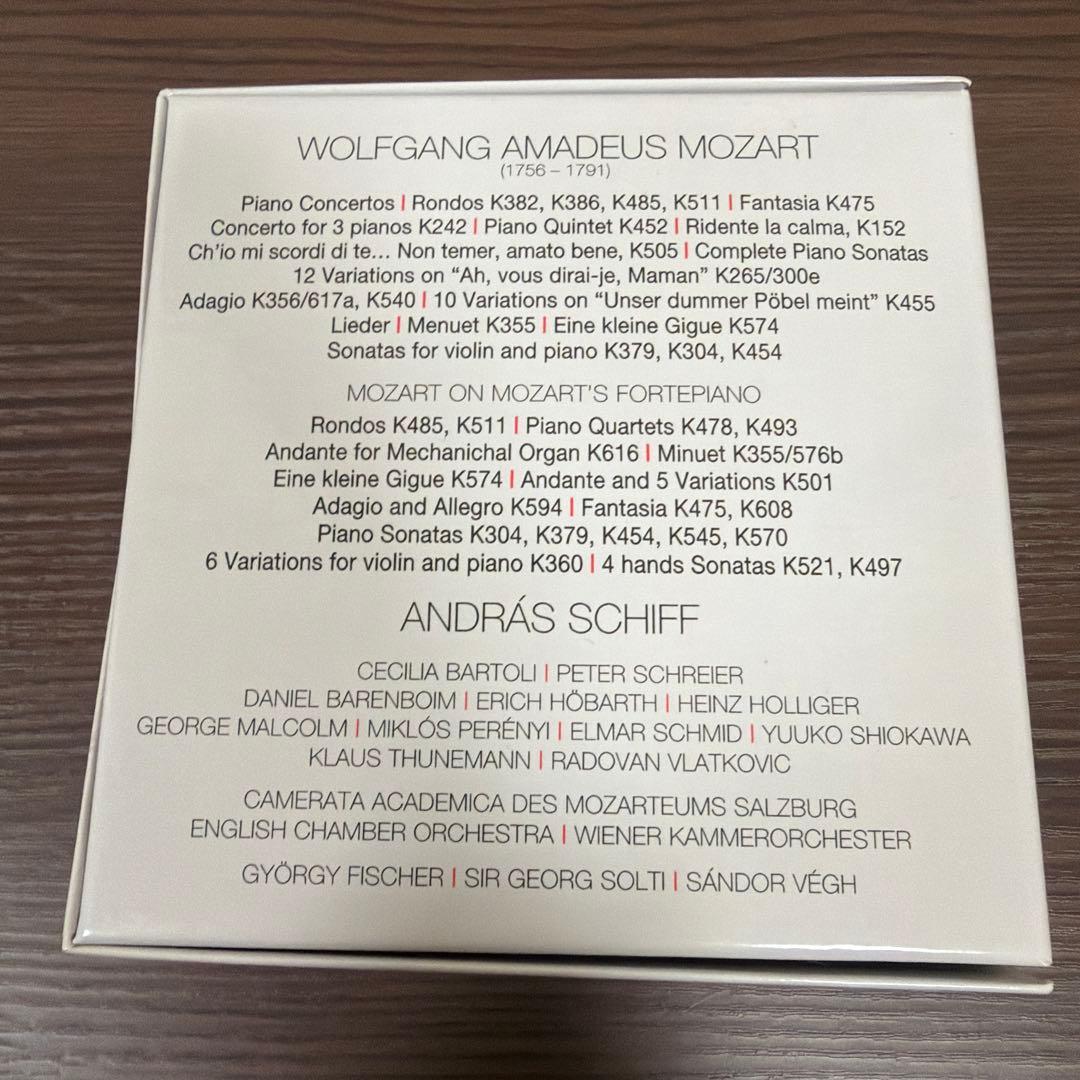 WOLFGANG AMADEUS MOZART
(1756 – 1791)
Piano Concertos | Rondos K382, K386, K485, K511 | Fantasia K475
Concerto for 3 pianos K242 | Piano Quintet K452 | Ridente la calma, K152
Ch'io mi scordi di te... Non temer, amato bene, K505 | Complete Piano Sonatas
12 Variations on “Ah, vous dirai-je, Maman” K265/300e
Adagio K356/617a, K540 | 10 Variations on “Unser dummer Pöbel meint” K455
Lieder | Menuet K355 | Eine kleine Gigue K574
Sonatas for violin and piano K379, K304, K454
MOZART ON MOZART'S FORTEPIANO
Rondos K485, K511 | Piano Quartets K478, K493
Andante for Mechanichal Organ K616 | Minuet K355/576b
Eine kleine Gigue K574 | Andante and 5 Variations K501
Adagio and Allegro K594 | Fantasia K475, K608
Piano Sonatas K304, K379, K454, K545, K570
6 Variations for violin and piano K360 | 4 hands Sonatas K521, K497
ANDRÁS SCHIFF
CECILIA BARTOLI | PETER SCHREIER
DANIEL BARENBOIM | ERICH HÖBARTH | HEINZ HOLLIGER
GEORGE MALCOLM | MIKLÓS PERÉNYI | ELMAR SCHMID | YUUKO SHIOKAWA
KLAUS THUNEMANN | RADOVAN VLATKOVIC
CAMERATA ACADEMICA DES MOZARTEUMS SALZBURG
ENGLISH CHAMBER ORCHESTRA | WIENER KAMMERORCHESTER
GYÖRGY FISCHER | SIR GEORG SOLTI | SÁNDOR VÉGH